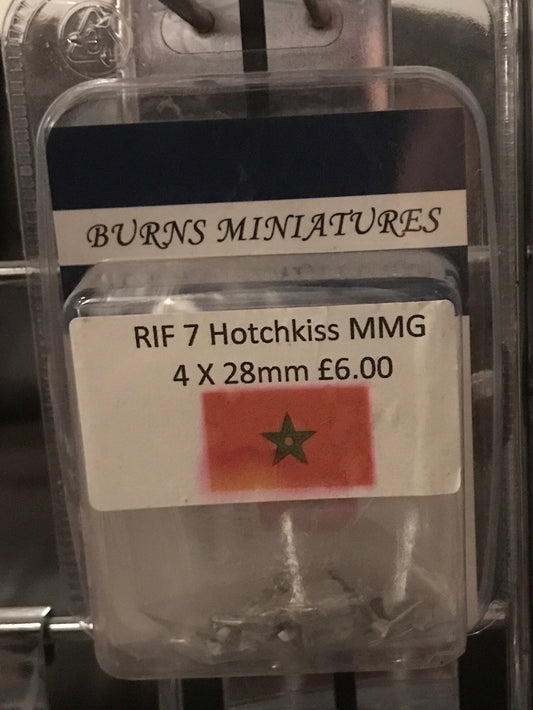 BURNS MINIATURES
RIF 7 Hotchkiss MMG
4 X 28mm £6.00